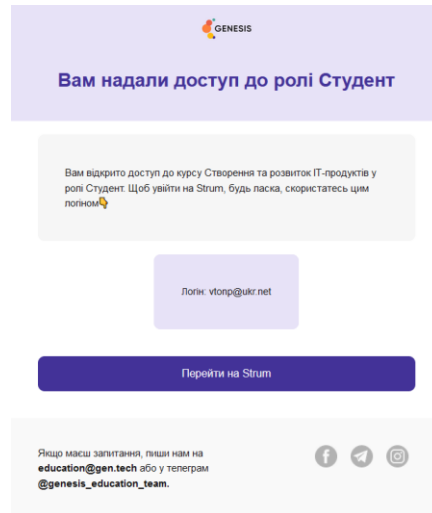 GENESIS
Вам надали доступ до ролі Студент
Вам відкрито доступ до курсу Створення та розвиток ІТ-продуктів у
ролі Студент. Щоб увійти на Strum, будь ласка, скористатесь цим
логіном👇
Логін: vtonp@ukr.net
Перейти на Strum
Якщо маєш запитання, пиши нам на
education@gen.tech або у телеграм
@genesis_education_team.